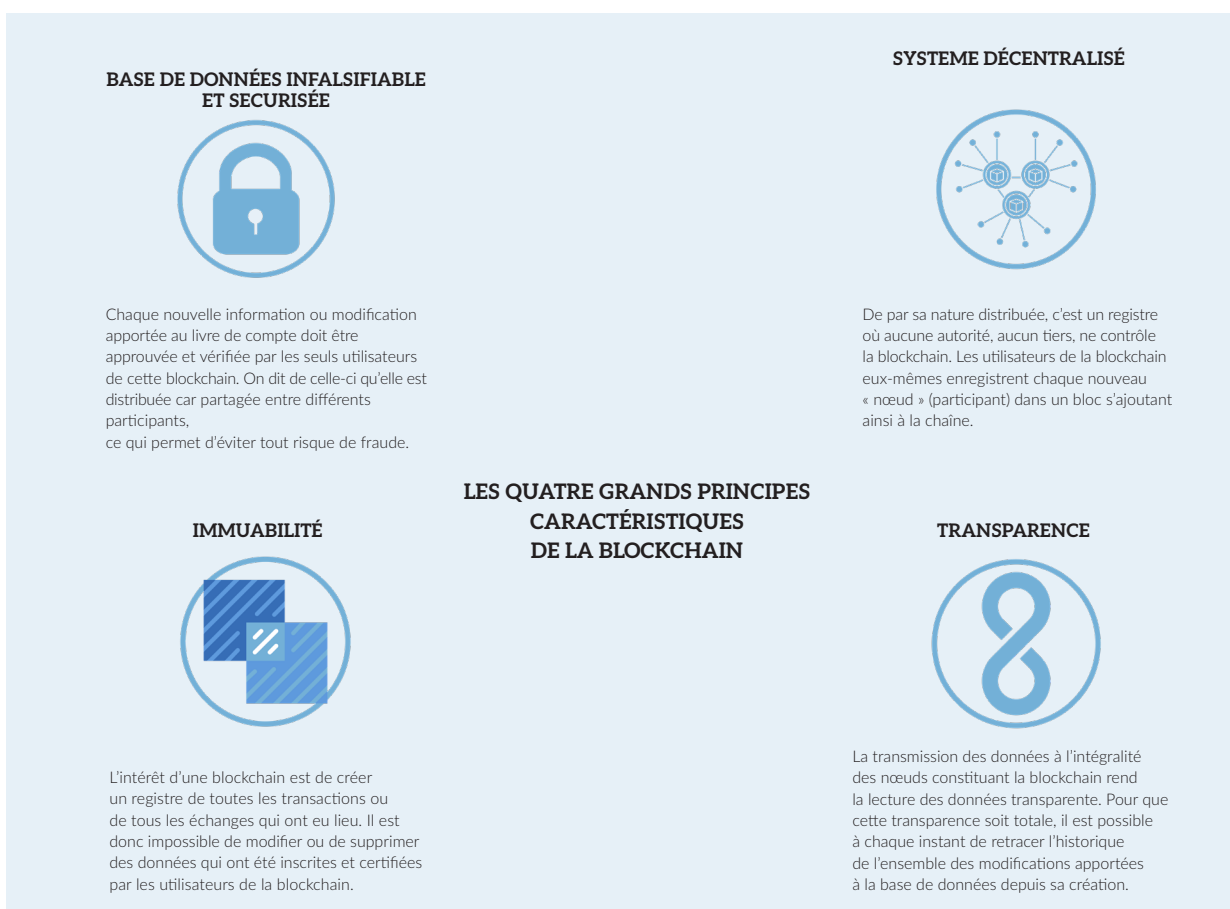 BASE DE DONNÉES INFALSIFIABLE
ET SECURISÉE
Chaque nouvelle information ou modification
apportée au livre de compte doit être
approuvée et vérifiée par les seuls utilisateurs
de cette blockchain. On dit de celle-ci qu’elle est
distribuée car partagée entre différents
participants,
ce qui permet d’éviter tout risque de fraude.
SYSTEME DÉCENTRALISÉ
De par sa nature distribuée, c’est un registre
où aucune autorité, aucun tiers, ne contrôle
la blockchain. Les utilisateurs de la blockchain
eux-mêmes enregistrent chaque nouveau
« nœud » (participant) dans un bloc s’ajoutant
ainsi à la chaîne.
LES QUATRE GRANDS PRINCIPES
CARACTÉRISTIQUES
DE LA BLOCKCHAIN
IMMUABILITÉ
L’intérêt d’une blockchain est de créer
un registre de toutes les transactions ou
de tous les échanges qui ont eu lieu. Il est
donc impossible de modifier ou de supprimer
des données qui ont été inscrites et certifiées
par les utilisateurs de la blockchain.
TRANSPARENCE
La transmission des données à l’intégralité
des nœuds constituant la blockchain rend
la lecture des données transparente. Pour que
cette transparence soit totale, il est possible
à chaque instant de retracer l’historique
de l’ensemble des modifications apportées
à la base de données depuis sa création.